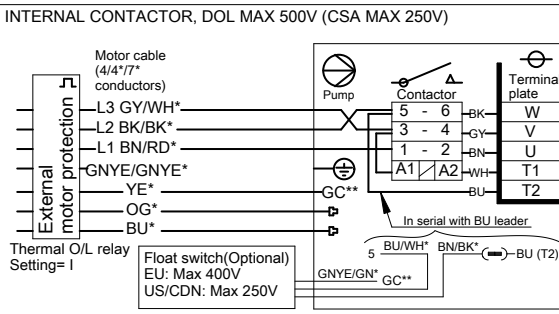 INTERNAL CONTACTOR, DOL MAX 500V (CSA MAX 250V)
Motor cable
(4/4*/7*
conductors)
External
motor protection
L3 GY/WH*
L2 BK/BK*
L1 BN/RD*
GNYE/GNYE*
YE*
OG*
BU*
GC**
Thermal O/L relay
Setting= I
Pump
Contactor
5 - 6
3 - 4
1 - 2
A1 A2
BK
GY
BN
WH
BU
Terminal
plate
W
V
U
T1
T2
In serial with BU leader
5 BU/WH* BN/BK* BU (T2)
Float switch(Optional)
EU: Max 400V
US/CDN: Max 250V
GNYE/GN*
GC**